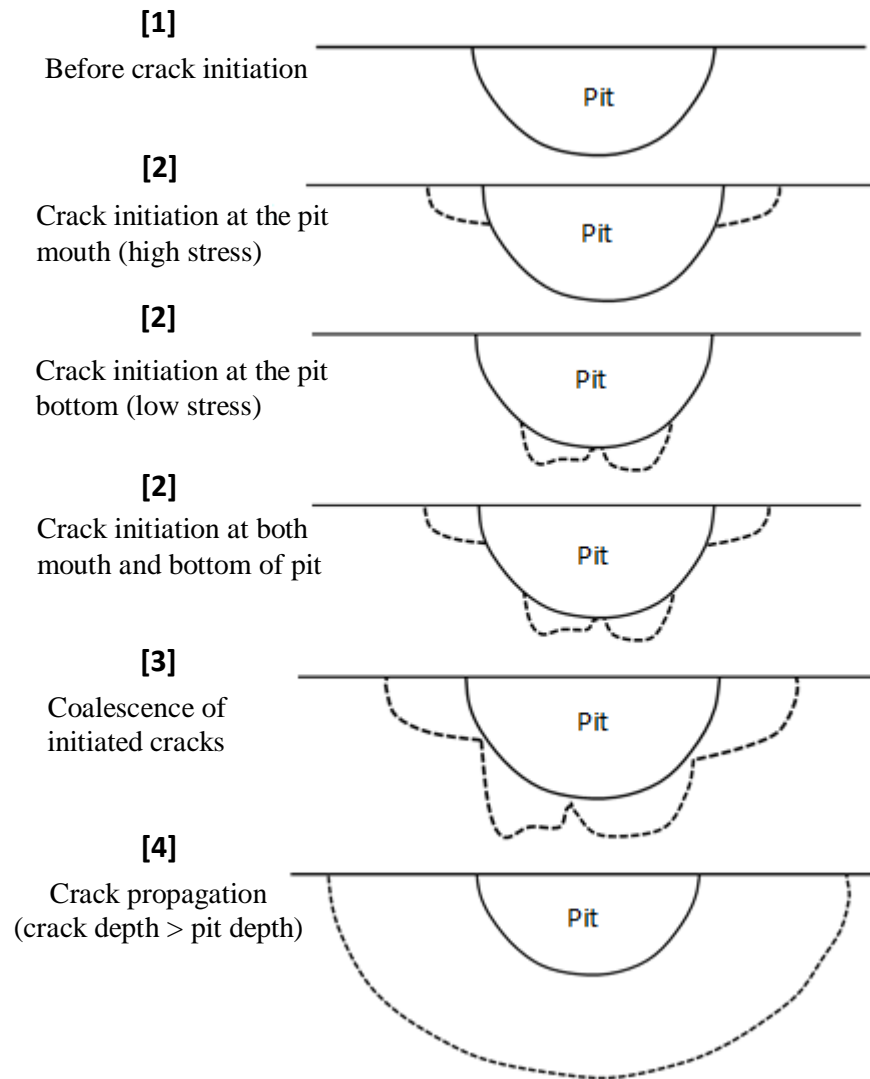 [1]
Before crack initiation
Pit
[2]
Crack initiation at the pit
mouth (high stress)
Pit
[2]
Crack initiation at the pit
bottom (low stress)
Pit
[2]
Crack initiation at both
mouth and bottom of pit
Pit
[3]
Coalescence of
initiated cracks
Pit
[4]
Crack propagation
(crack depth > pit depth)
Pit